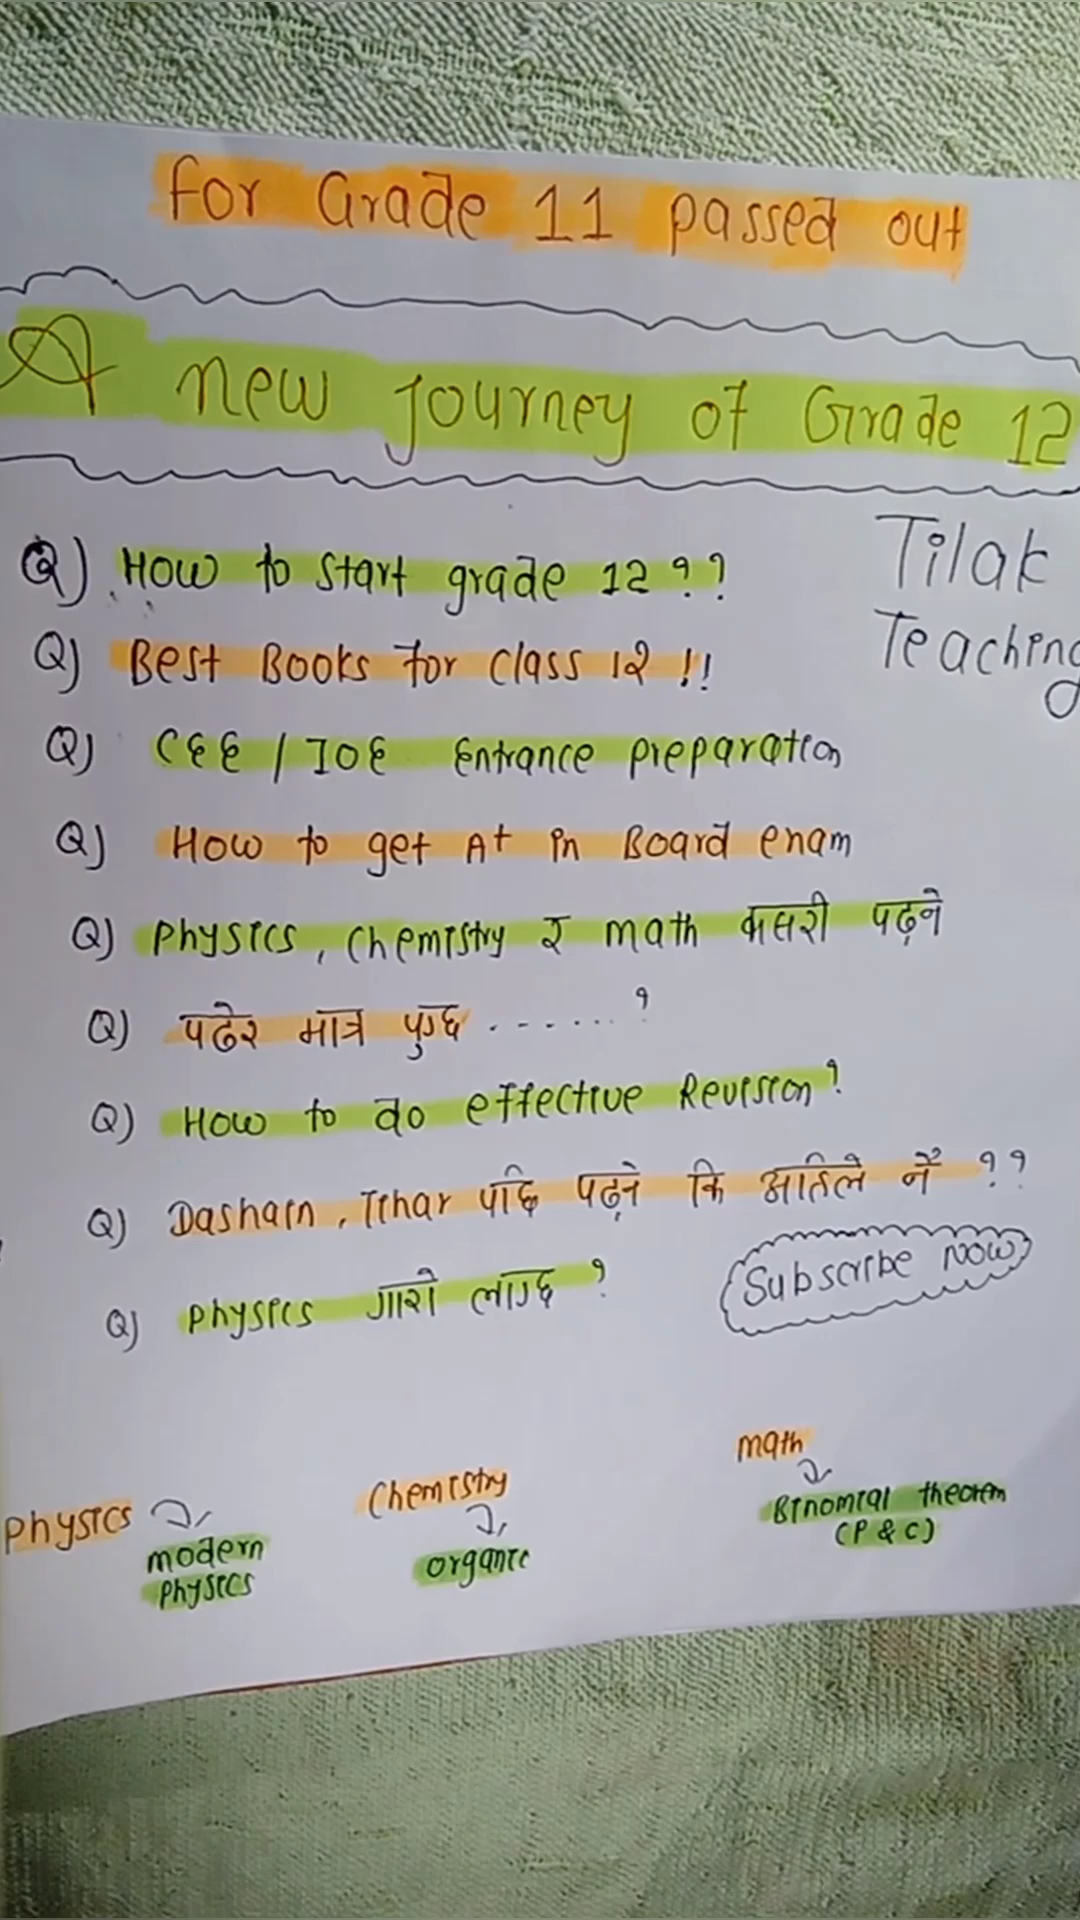 For Grade 11 passed out
A new journey of Grade 12
Q) How to start grade 12??
Tilak
Teaching
Q) Best Books for class 12 !!
Q) CEE / IOE Entrance preparation
Q) How to get A+ in Board enam
Q) Physics, Chemistry र math कसरी पढ्ने
Q) पढेर मात्र पुग्छ .......?
Q) How to do effective Revision?
Q) Dashain, Tihar पछि पढ्ने कि अहिले नै ??
Q) Physics गारो लाग्छ ?
Subscribe Now
Physics
modern
Physics
Chemistry
organic
math
Binomial theorem
(P & C)